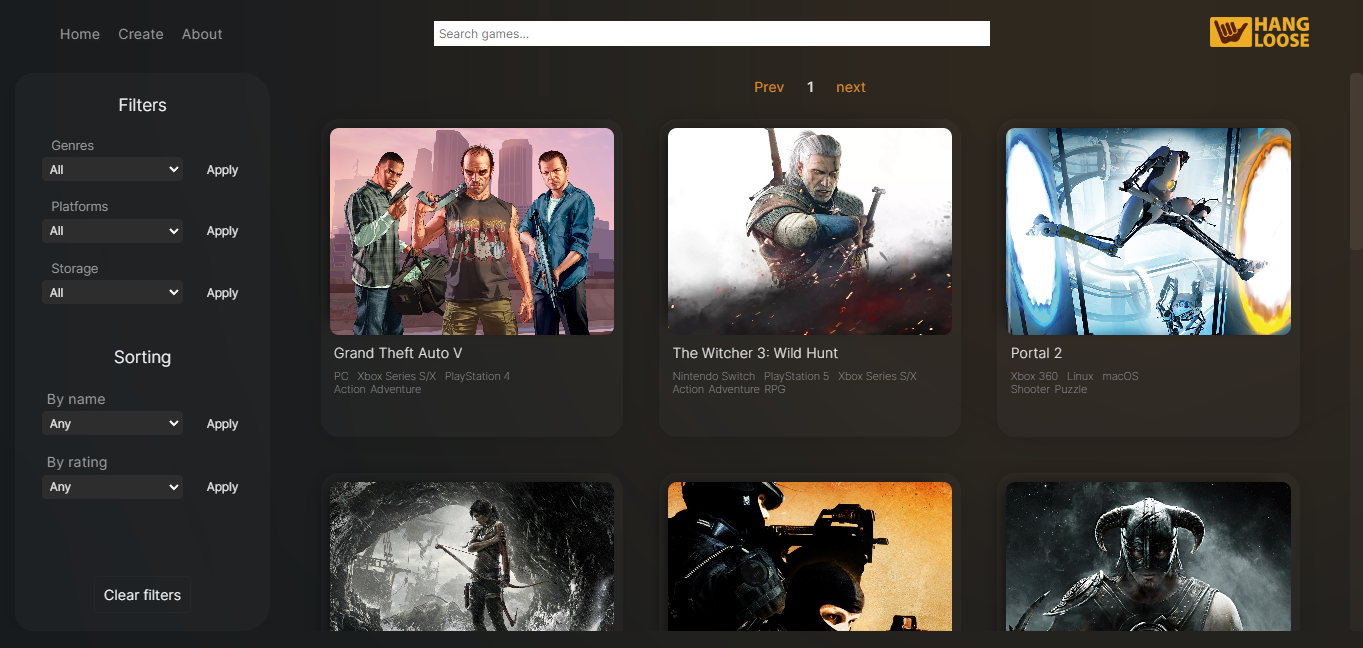 Home Create About
Search games...
HANG
LOOSE
Filters
Genres
All Apply
Platforms
All Apply
Storage
All Apply
Sorting
By name
Any Apply
By rating
Any Apply
Clear filters
Prev 1 next
Grand Theft Auto V
PC Xbox Series S/X PlayStation 4
Action Adventure
The Witcher 3: Wild Hunt
Nintendo Switch PlayStation 5 Xbox Series S/X
Action Adventure RPG
Portal 2
Xbox 360 Linux macOS
Shooter Puzzle